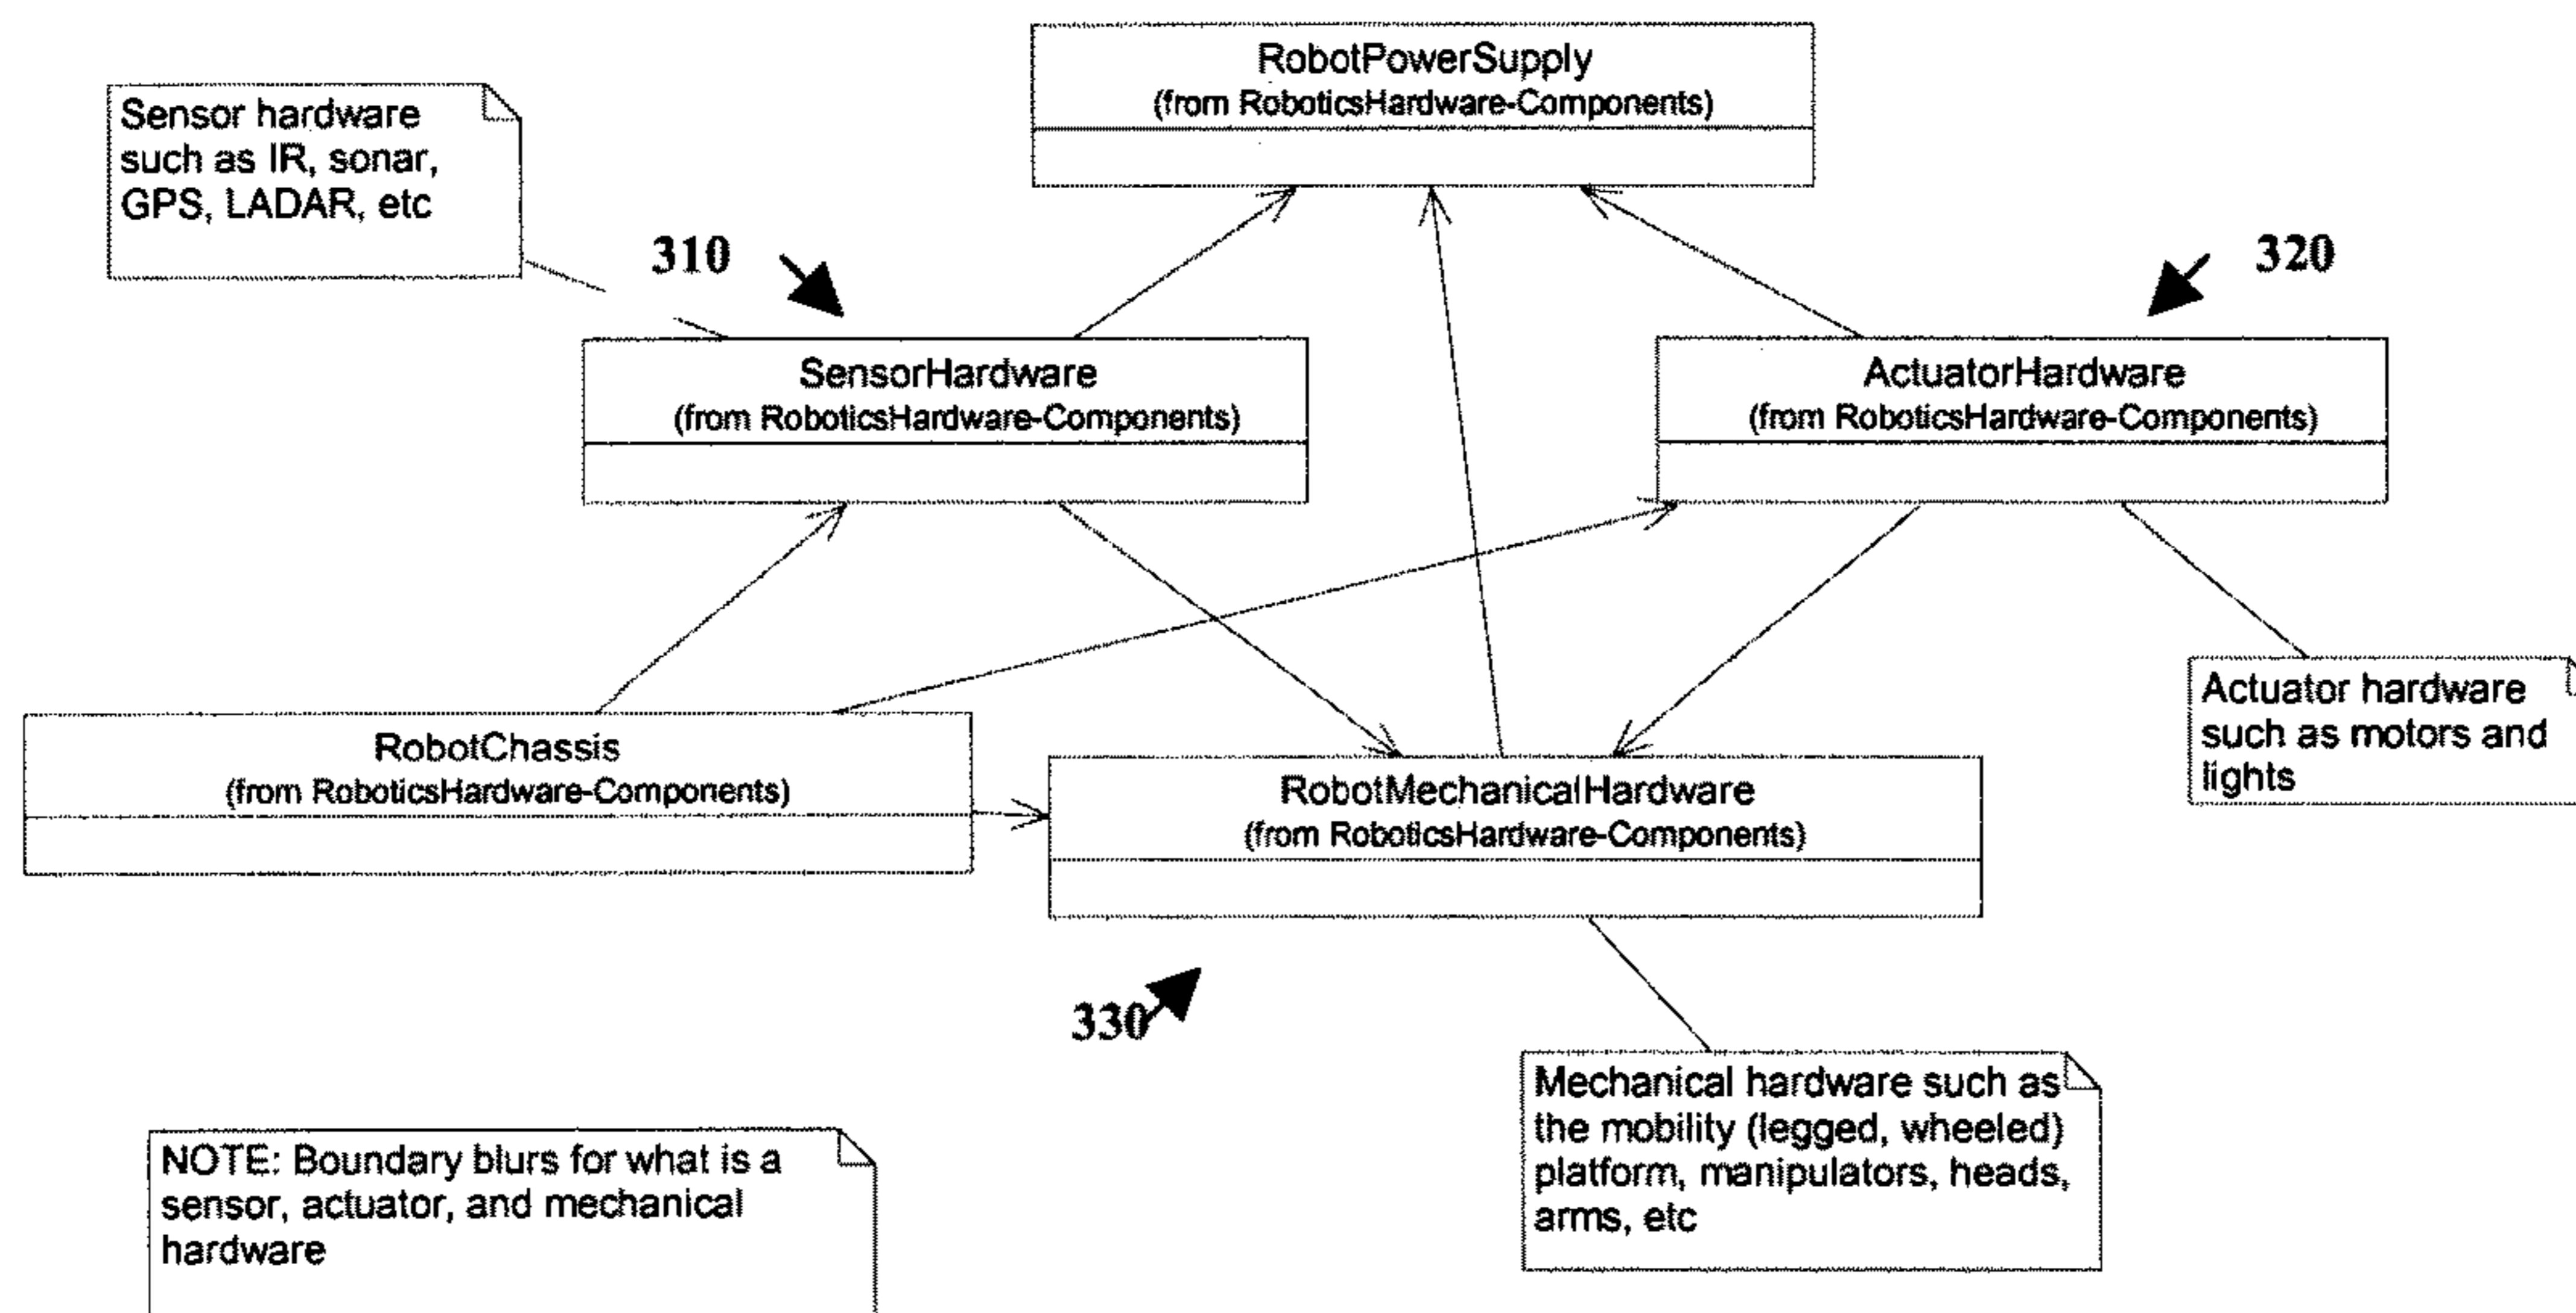 RobotPowerSupply
(from RoboticsHardware-Components)
Sensor hardware
such as IR, sonar,
GPS, LADAR, etc
310
320
SensorHardware
(from RoboticsHardware-Components)
ActuatorHardware
(from RoboticsHardware-Components)
Actuator hardware
such as motors and
lights
RobotChassis
(from RoboticsHardware-Components)
RobotMechanicalHardware
(from RoboticsHardware-Components)
330
Mechanical hardware such as
the mobility (legged, wheeled)
platform, manipulators, heads,
arms, etc
NOTE: Boundary blurs for what is a
sensor, actuator, and mechanical
hardware